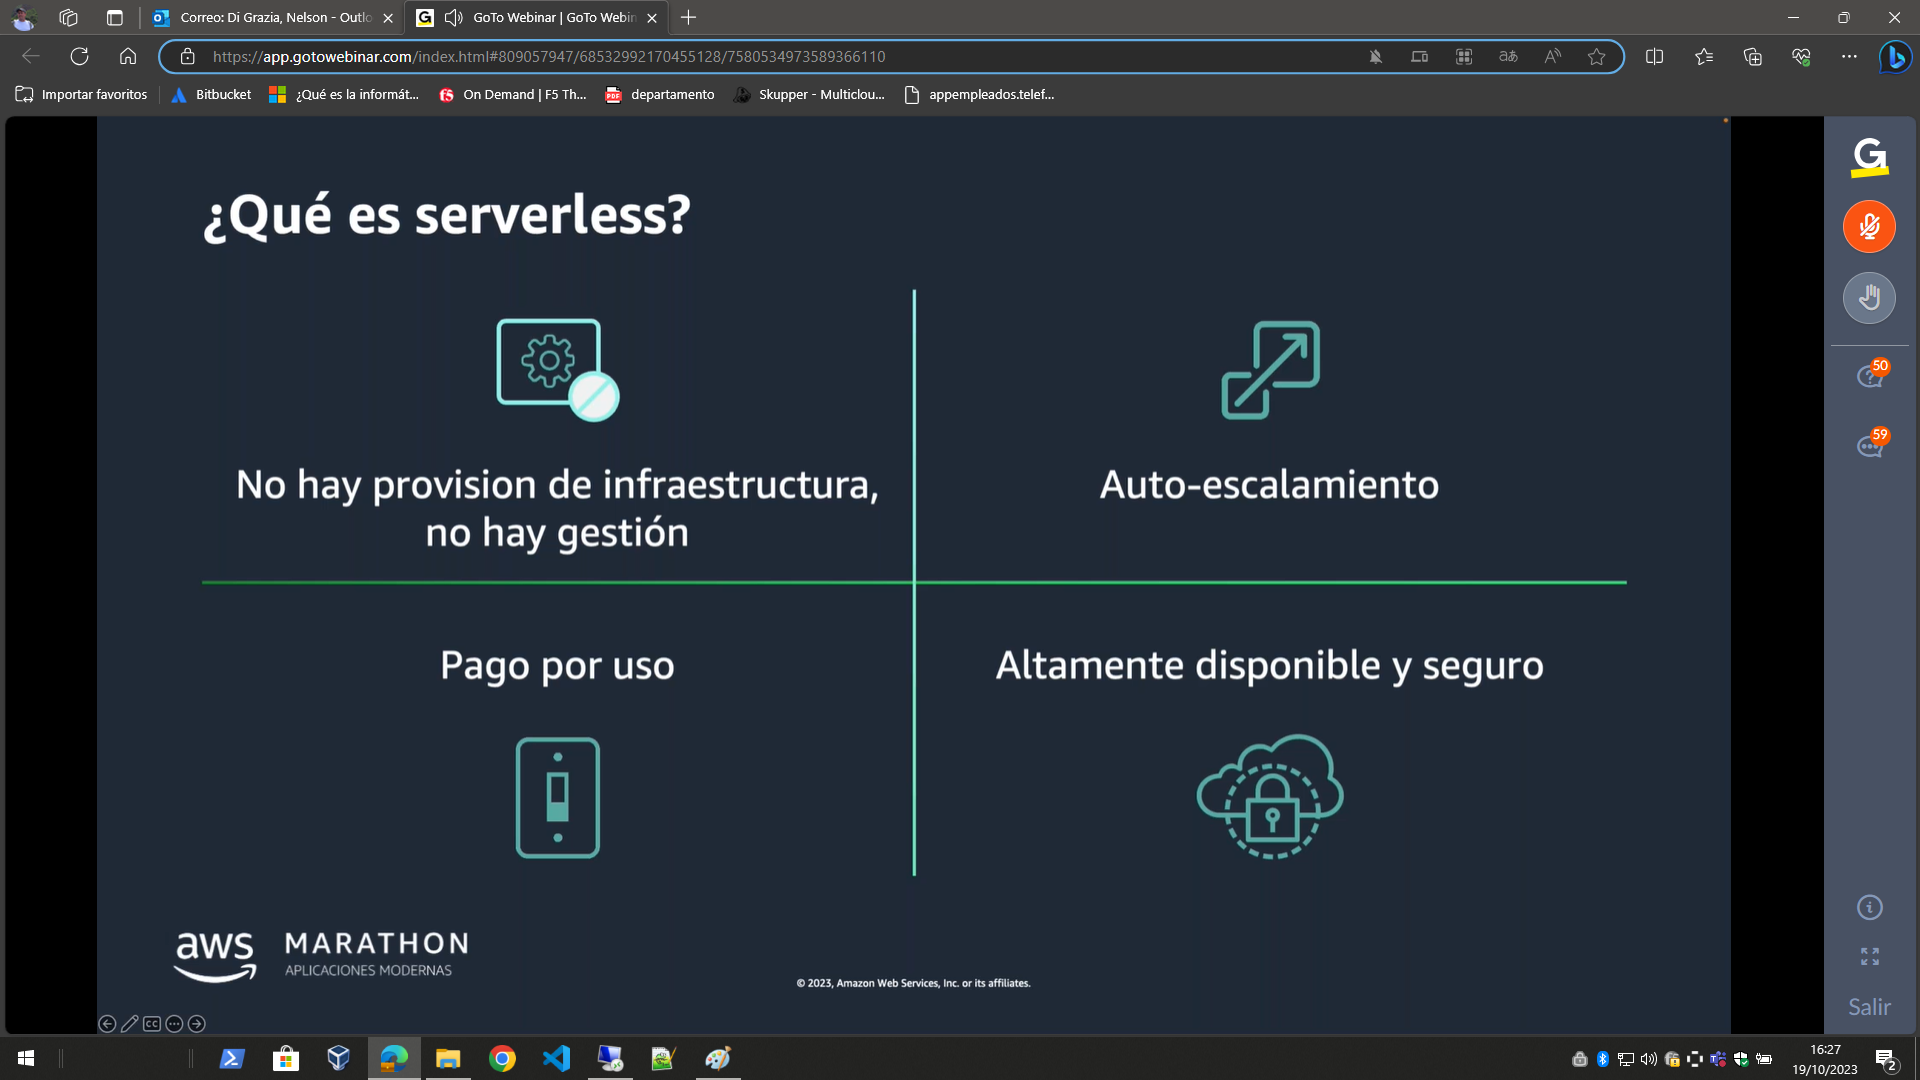 Correo: Di Grazia, Nelson - Outlo
GoTo Webinar | GoTo Webin
https://app.gotowebinar.com/index.html#809057947/68532992170455128/7580534973589366110
Importar favoritos
Bitbucket
¿Qué es la informát...
On Demand | F5 Th...
departamento
Skupper - Multiclou...
appempleados.telef...
¿Qué es serverless?
No hay provision de infraestructura,
no hay gestión
Auto-escalamiento
Pago por uso
Altamente disponible y seguro
aws
MARATHON
APLICACIONES MODERNAS
© 2023, Amazon Web Services, Inc. or its affiliates.
50
59
Salir
16:27
19/10/2023
2